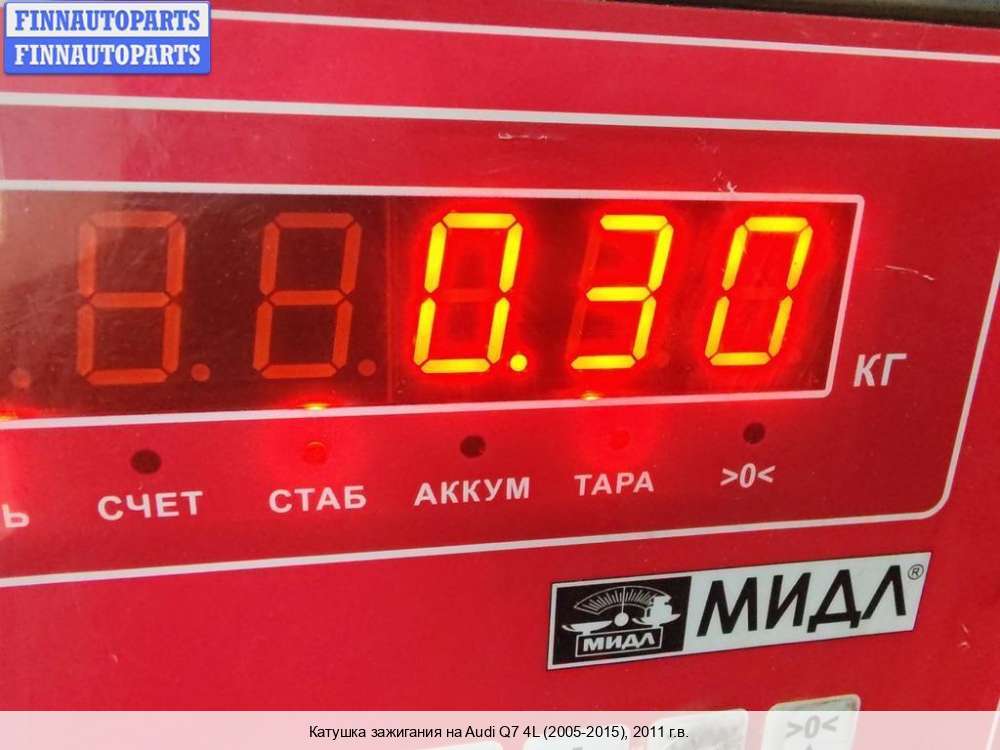 FINNAUTOPARTS
FINNAUTOPARTS
0.30
КГ
Ь СЧЕТ СТАБ АККУМ ТАРА >0<
МИДЛ МИДЛ®
>0<
Катушка зажигания на Audi Q7 4L (2005-2015), 2011 г.в.